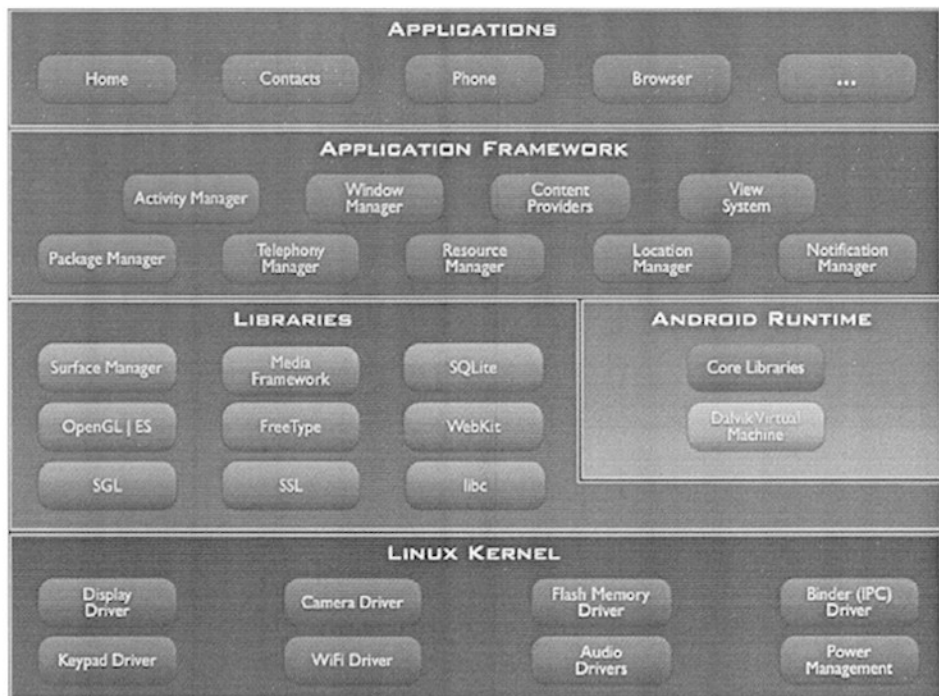 APPLICATIONS
Home
Contacts
Phone
Browser
...
APPLICATION FRAMEWORK
Activity Manager
Window
Manager
Content
Providers
View
System
Package Manager
Telephony
Manager
Resource
Manager
Location
Manager
Notification
Manager
LIBRARIES
Surface Manager
Media
Framework
SQLite
OpenGL | ES
FreeType
WebKit
SGL
SSL
libc
ANDROID RUNTIME
Core Libraries
Dalvik Virtual
Machine
LINUX KERNEL
Display
Driver
Camera Driver
Flash Memory
Driver
Binder (IPC)
Driver
Keypad Driver
WiFi Driver
Audio
Drivers
Power
Management